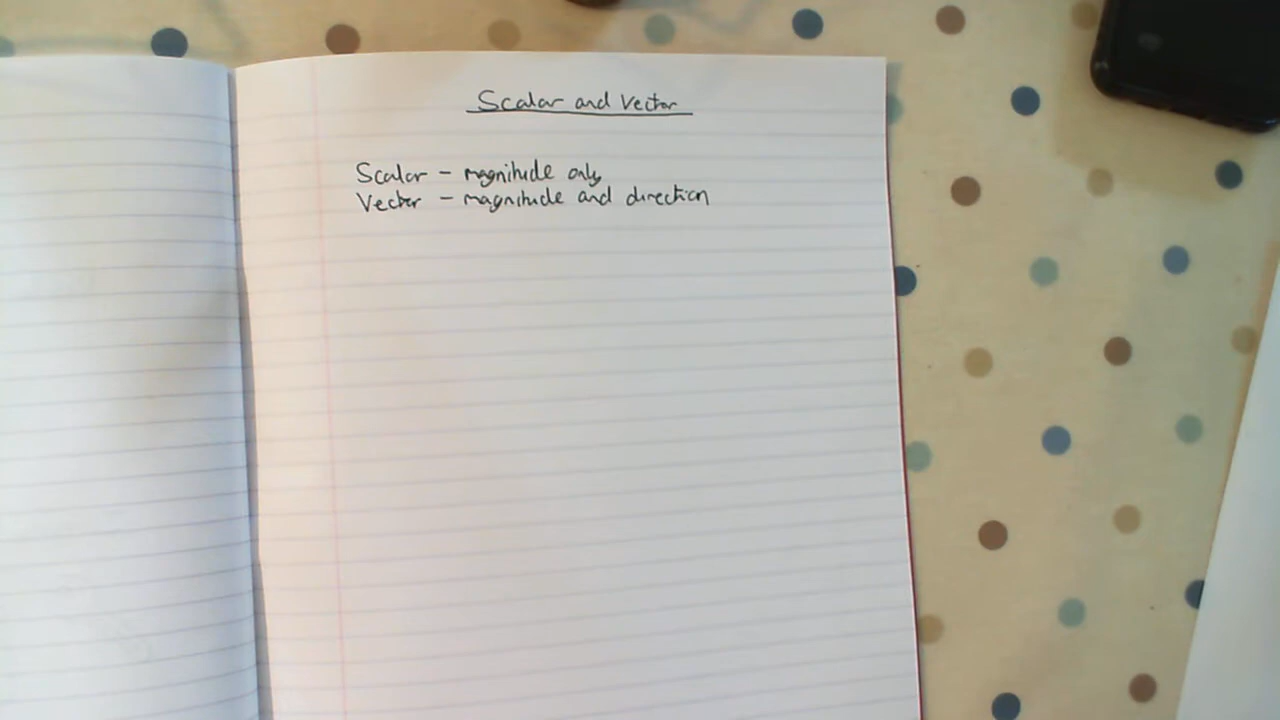 Scalar and Vector
Scalar - magnitude only
Vector - magnitude and direction